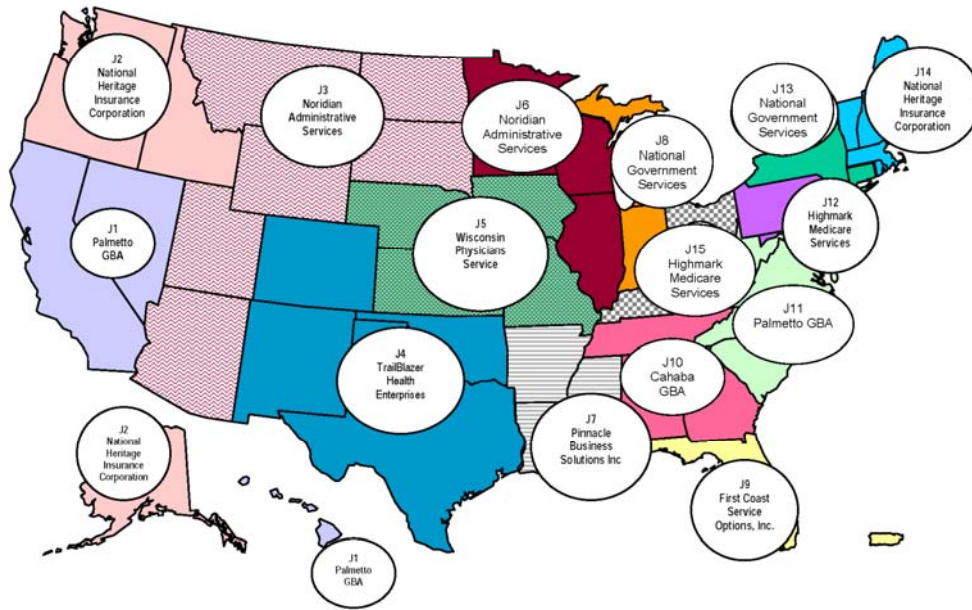 J2
National
Heritage
Insurance
Corporation
J3
Noridian
Administrative
Services
J6
Noridian
Administrative
Services
J8
National
Government
Services
J13
National
Government
Services
J14
National
Heritage
Insurance
Corporation
J1
Palmetto
GBA
J5
Wisconsin
Physicians
Service
J15
Highmark
Medicare
Services
J12
Highmark
Medicare
Services
J11
Palmetto GBA
J4
TrailBlazer
Health
Enterprises
J10
Cahaba
GBA
J7
Pinnacle
Business
Solutions Inc
J2
National
Heritage
Insurance
Corporation
J9
First Coast
Service
Options, Inc.
J1
Palmetto
GBA